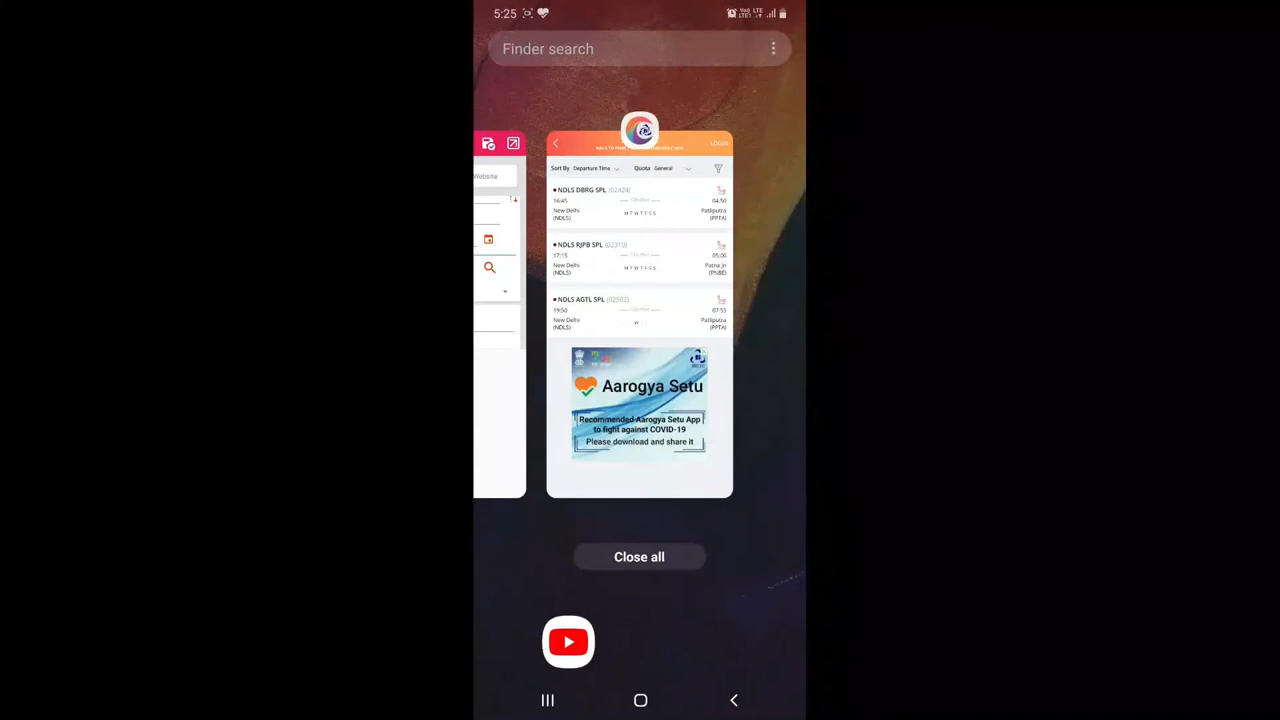 5:25
Finder search
LOGIN
Website
Sort By Departure Time Quota General
NDLS DBRG SPL (02424)
16:45 04:50
New Delhi Patliputra
(NDLS) M T W T F S S (PPTA)
NDLS RJPB SPL (02310)
17:15 05:00
New Delhi Patna Jn
(NDLS) M T W T F S S (PNBE)
NDLS AGTL SPL (02502)
19:50 07:55
New Delhi Patliputra
(NDLS) W (PPTA)
Aarogya Setu
Recommended Aarogya Setu App
to fight against COVID-19
Please download and share it
Close all